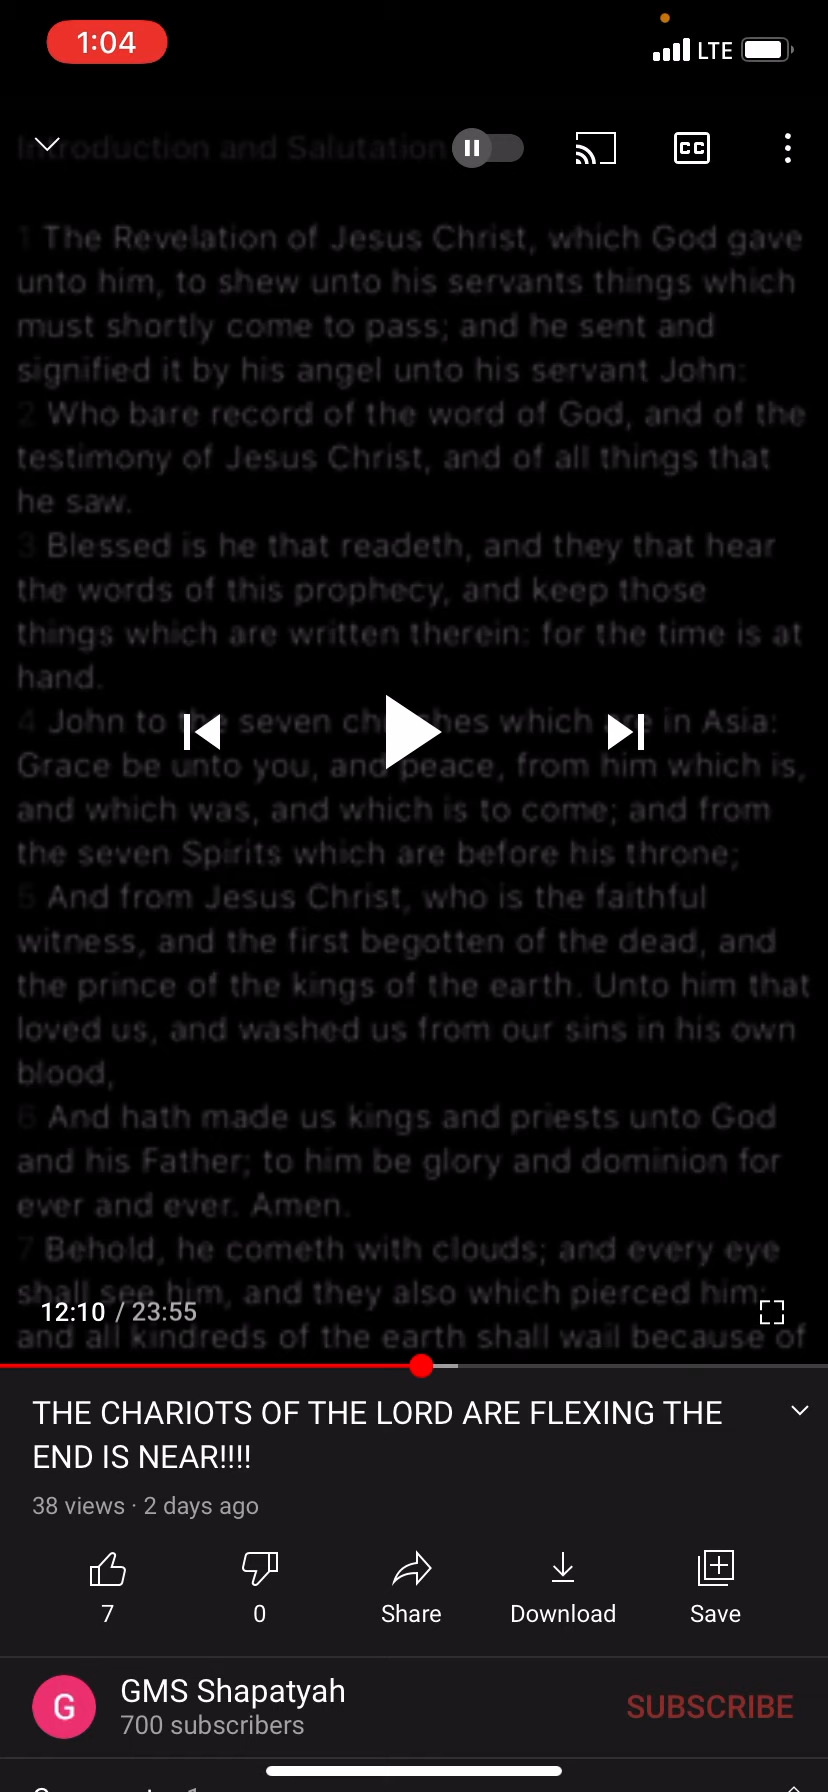 1:04
LTE
Introduction and Salutation
CC
1 The Revelation of Jesus Christ, which God gave
unto him, to shew unto his servants things which
must shortly come to pass; and he sent and
signified it by his angel unto his servant John:
2 Who bare record of the word of God, and of the
testimony of Jesus Christ, and of all things that
he saw.
3 Blessed is he that readeth, and they that hear
the words of this prophecy, and keep those
things which are written therein: for the time is at
hand.
4 John to the seven churches which are in Asia:
Grace be unto you, and peace, from him which is,
and which was, and which is to come; and from
the seven Spirits which are before his throne;
5 And from Jesus Christ, who is the faithful
witness, and the first begotten of the dead, and
the prince of the kings of the earth. Unto him that
loved us, and washed us from our sins in his own
blood,
6 And hath made us kings and priests unto God
and his Father; to him be glory and dominion for
ever and ever. Amen.
7 Behold, he cometh with clouds; and every eye
shall see him, and they also which pierced him:
12:10 / 23:55
and all kindreds of the earth shall wail because of
THE CHARIOTS OF THE LORD ARE FLEXING THE
END IS NEAR!!!!
38 views · 2 days ago
7 0 Share Download Save
G
GMS Shapatyah
SUBSCRIBE
700 subscribers